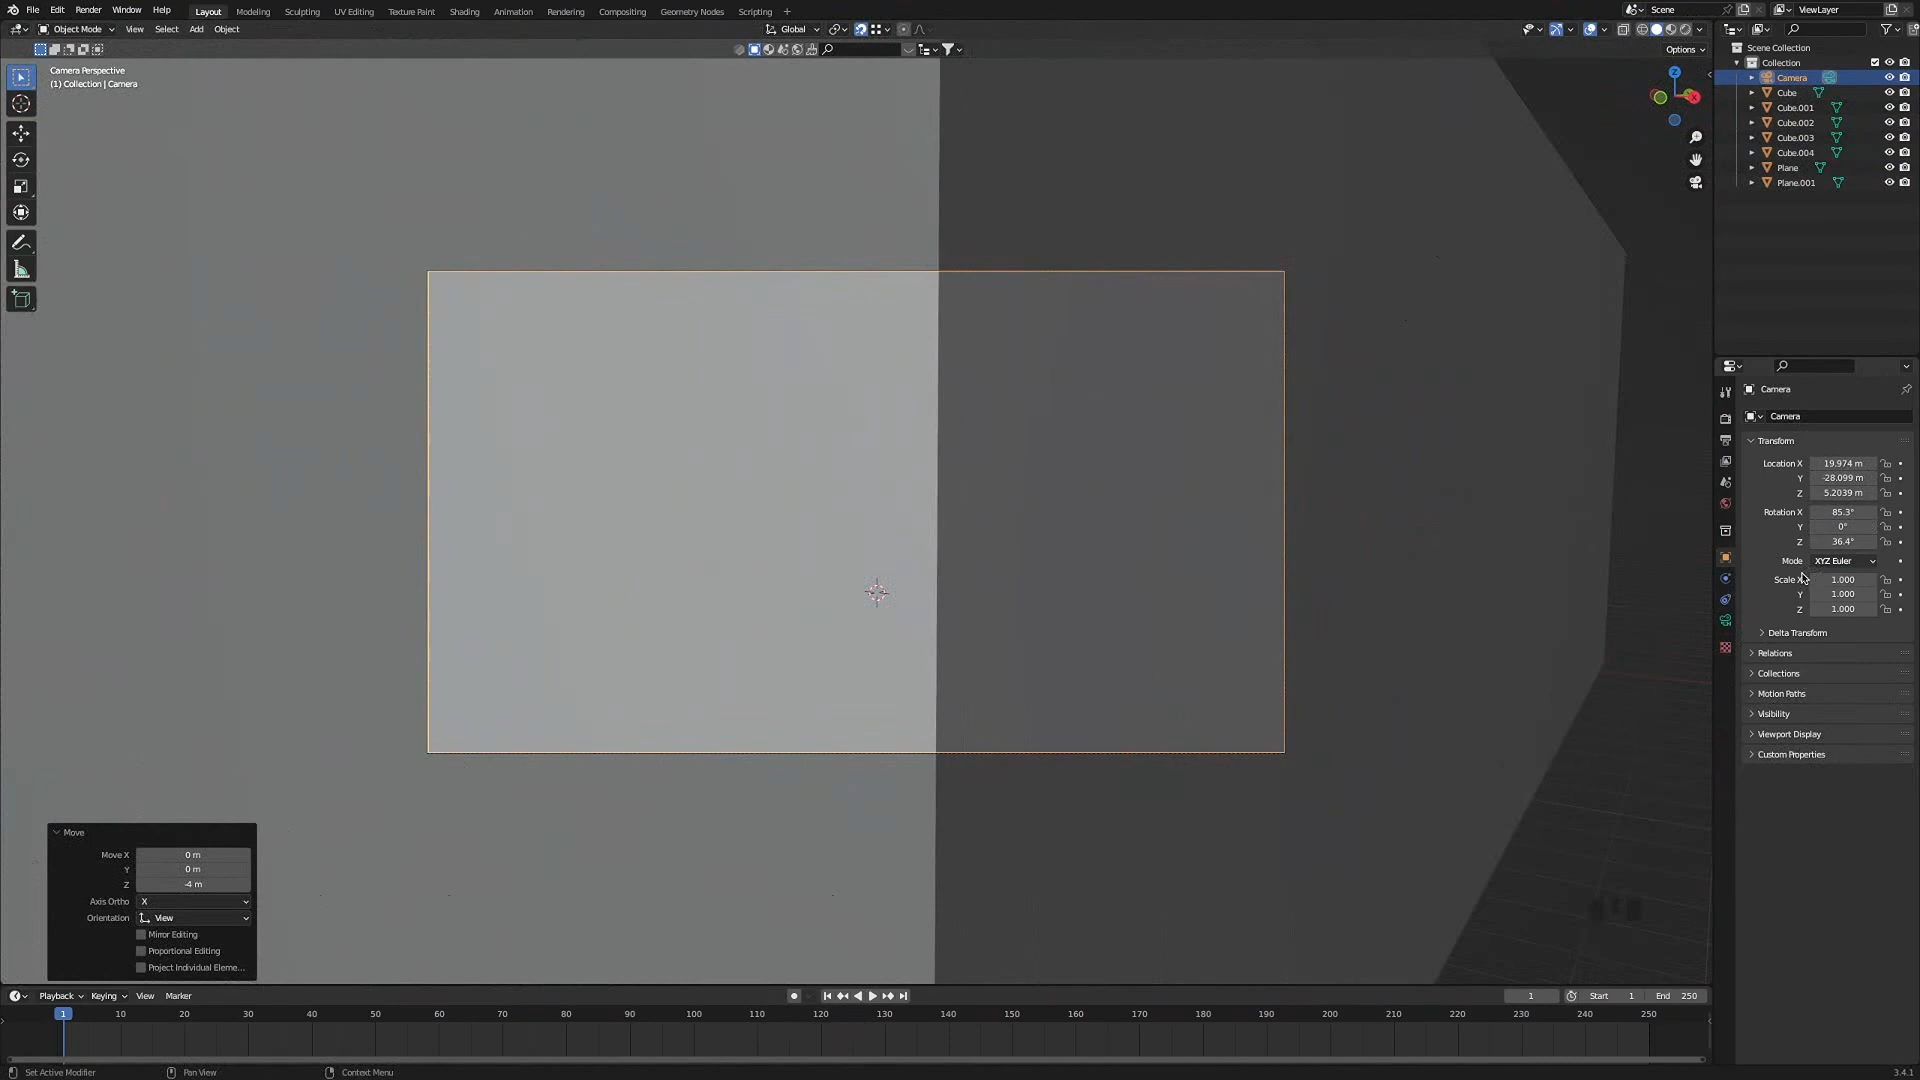 File Edit Render Window Help Layout Modeling Sculpting UV Editing Texture Paint Shading Animation Rendering Compositing Geometry Nodes Scripting +
Scene
ViewLayer
Object Mode View Select Add Object
Global
Options
Camera Perspective
(1) Collection | Camera
Z
X
Scene Collection
Collection
Camera
Cube
Cube.001
Cube.002
Cube.003
Cube.004
Plane
Plane.001
Camera
Camera
Transform
Location X 19.974 m
Y -28.099 m
Z 5.2039 m
Rotation X 85.3°
Y 0°
Z 36.4°
Mode XYZ Euler
Scale X 1.000
Y 1.000
Z 1.000
Delta Transform
Relations
Collections
Motion Paths
Visibility
Viewport Display
Custom Properties
Move
Move X 0 m
Y 0 m
Z -4 m
Axis Ortho X
Orientation View
Mirror Editing
Proportional Editing
Project Individual Eleme...
Playback Keying View Marker
1
Start 1 End 250
1 10 20 30 40 50 60 70 80 90 100 110 120 130 140 150 160 170 180 190 200 210 220 230 240 250
Set Active Modifier Pan View Context Menu
3.4.1